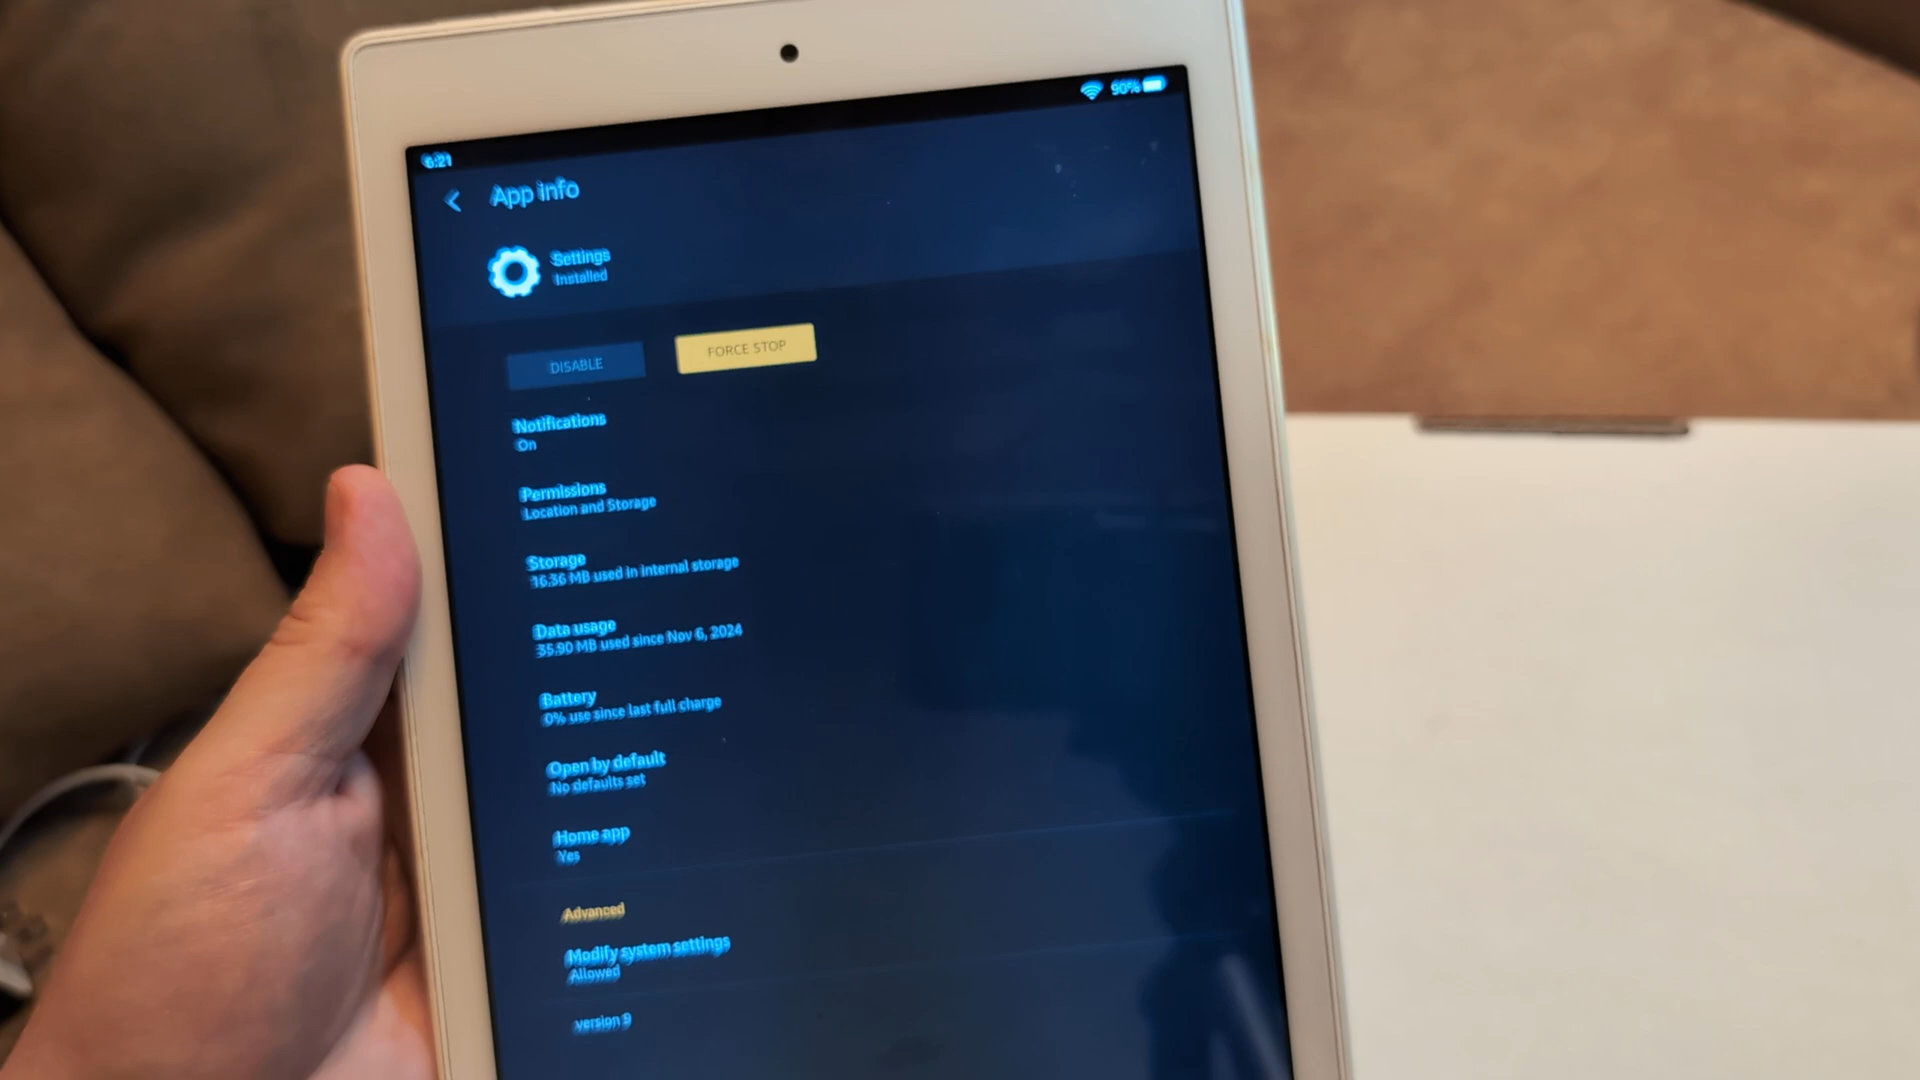 6:21
90%
App info
Settings
Installed
DISABLE
FORCE STOP
Notifications
On
Permissions
Location and Storage
Storage
16.36 MB used in internal storage
Data usage
35.90 MB used since Nov 6, 2024
Battery
0% use since last full charge
Open by default
No defaults set
Home app
Yes
Advanced
Modify system settings
Allowed
version 9